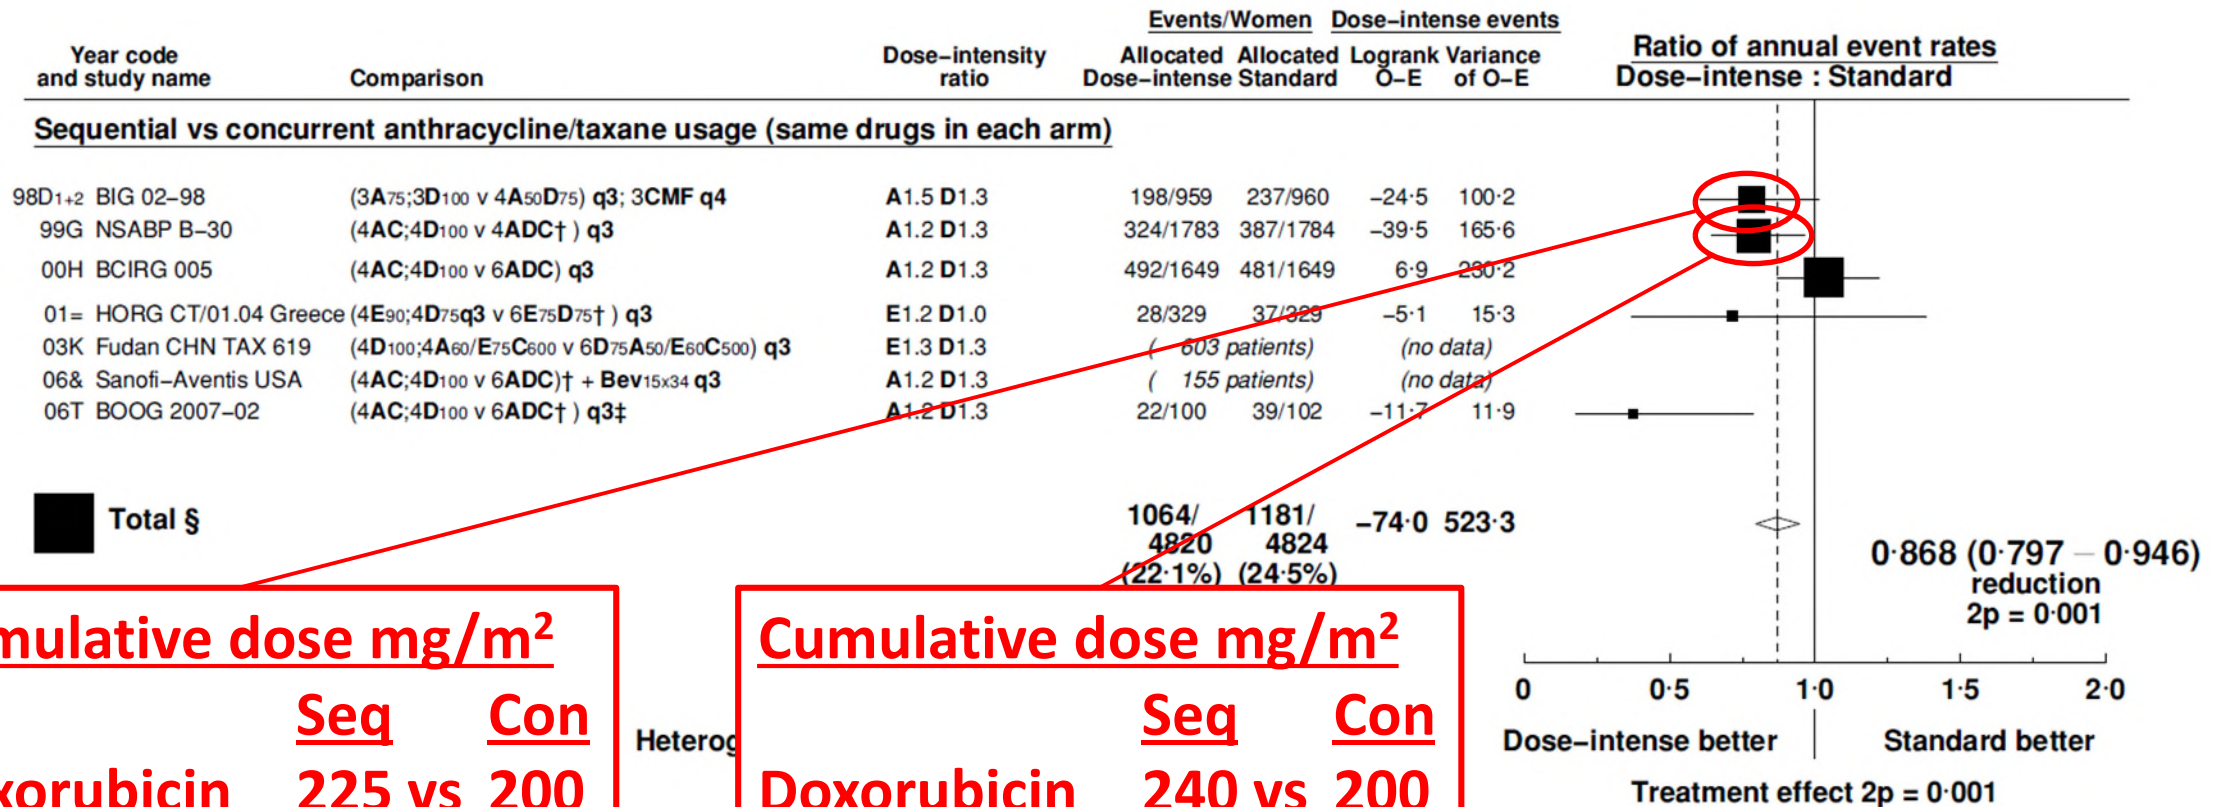 Events/Women Dose–intense events
Year code Dose–intensity Allocated Allocated Logrank Variance Ratio of annual event rates
and study name Comparison ratio Dose–intense Standard O–E of O–E Dose–intense : Standard
Sequential vs concurrent anthracycline/taxane usage (same drugs in each arm)
98D1+2 BIG 02–98 (3A75;3D100 v 4A50D75) q3; 3CMF q4 A1.5 D1.3 198/959 237/960 –24·5 100·2
99G NSABP B–30 (4AC;4D100 v 4ADC† ) q3 A1.2 D1.3 324/1783 387/1784 –39·5 165·6
00H BCIRG 005 (4AC;4D100 v 6ADC) q3 A1.2 D1.3 492/1649 481/1649 6·9 230·2
01= HORG CT/01.04 Greece (4E90;4D75q3 v 6E75D75† ) q3 E1.2 D1.0 28/329 37/329 –5·1 15·3
03K Fudan CHN TAX 619 (4D100;4A60/E75C600 v 6D75A50/E60C500) q3 E1.3 D1.3 ( 603 patients) (no data)
06& Sanofi–Aventis USA (4AC;4D100 v 6ADC)† + Bev15x34 q3 A1.2 D1.3 ( 155 patients) (no data)
06T BOOG 2007–02 (4AC;4D100 v 6ADC† ) q3‡ A1.2 D1.3 22/100 39/102 –11·7 11·9
Total § 1064/ 1181/ –74·0 523·3
4820 4824
(22·1%) (24·5%)
0·868 (0·797 – 0·946)
reduction
2p = 0·001
mulative dose mg/m²
Seq Con
xorubicin 225 vs 200
Heterog
Cumulative dose mg/m²
Seq Con
Doxorubicin 240 vs 200
0 0·5 1·0 1·5 2·0
Dose–intense better Standard better
Treatment effect 2p = 0·001